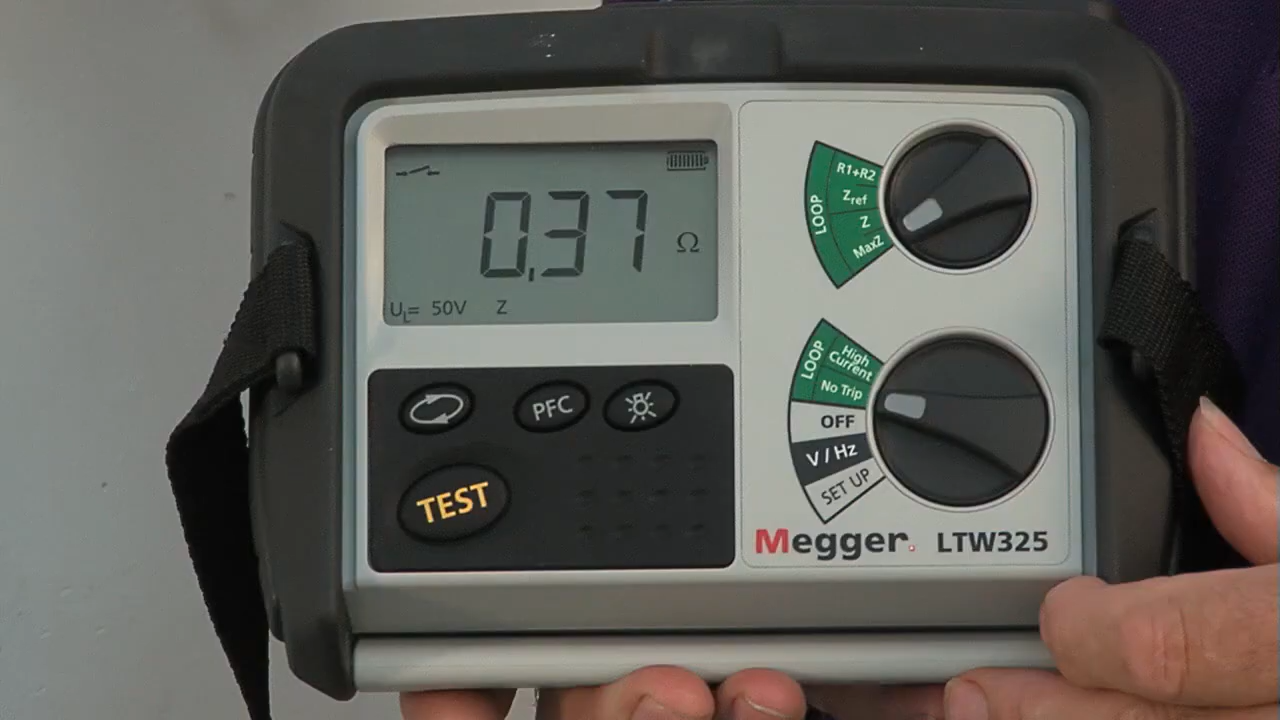 0,37 Ω
UL= 50V Z
PFC
TEST
LOOP
R1+R2
Zref
Z
MaxZ
LOOP
High
Current
No Trip
OFF
V / Hz
SET UP
Megger. LTW325